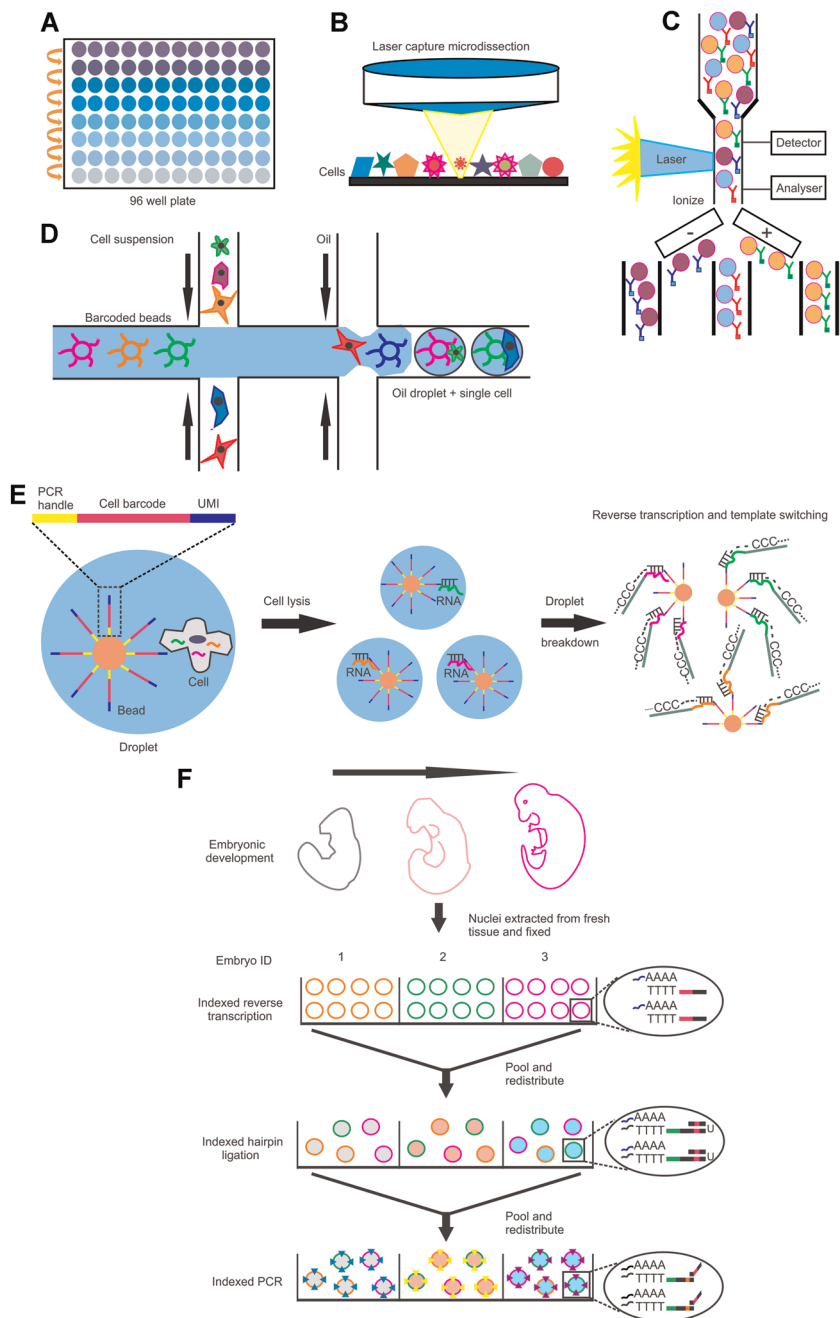 A
96 well plate
B
Laser capture microdissection
Cells
C
Laser
Detector
Analyser
Ionize
-
+
D
Cell suspension
Oil
Barcoded beads
Oil droplet + single cell
E
PCR
handle
Cell barcode
UMI
Cell
Bead
Droplet
Cell lysis
RNA
RNA
RNA
Droplet
breakdown
Reverse transcription and template switching
CCC
CCC
CCC
CCC
CCC
CCC
CCC
CCC
F
Embryonic
development
Nuclei extracted from fresh
tissue and fixed
Embryo ID
1
2
3
Indexed reverse
transcription
AAAA
TTTT
AAAA
TTTT
Pool and
redistribute
Indexed hairpin
ligation
AAAA
TTTT
U
AAAA
TTTT
U
Pool and
redistribute
Indexed PCR
AAAA
TTTT
AAAA
TTTT